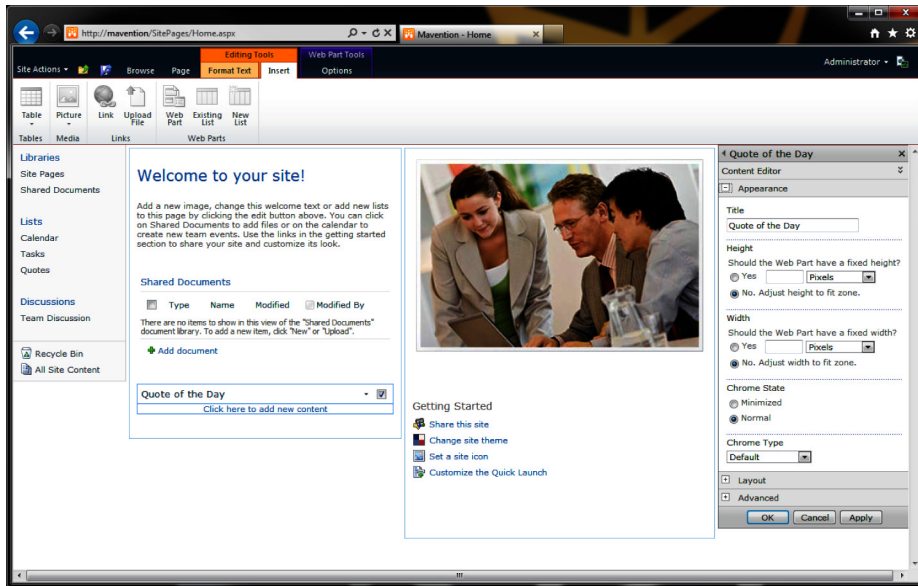 http://mavention/SitePages/Home.aspx
Mavention - Home
Editing Tools
Web Part Tools
Site Actions
Browse
Page
Format Text
Insert
Options
Administrator
Table
Picture
Link
Upload File
Web Part
Existing List
New List
Tables
Media
Links
Web Parts
Libraries
Site Pages
Shared Documents
Lists
Calendar
Tasks
Quotes
Discussions
Team Discussion
Recycle Bin
All Site Content
Welcome to your site!
Add a new image, change this welcome text or add new lists
to this page by clicking the edit button above. You can click
on Shared Documents to add files or on the calendar to
create new team events. Use the links in the getting started
section to share your site and customize its look.
Shared Documents
Type Name Modified Modified By
There are no items to show in this view of the "Shared Documents"
document library. To add a new item, click "New" or "Upload".
Add document
Quote of the Day
Click here to add new content
Getting Started
Share this site
Change site theme
Set a site icon
Customize the Quick Launch
Quote of the Day
Content Editor
Appearance
Title
Quote of the Day
Height
Should the Web Part have a fixed height?
Yes Pixels
No. Adjust height to fit zone.
Width
Should the Web Part have a fixed width?
Yes Pixels
No. Adjust width to fit zone.
Chrome State
Minimized
Normal
Chrome Type
Default
Layout
Advanced
OK Cancel Apply